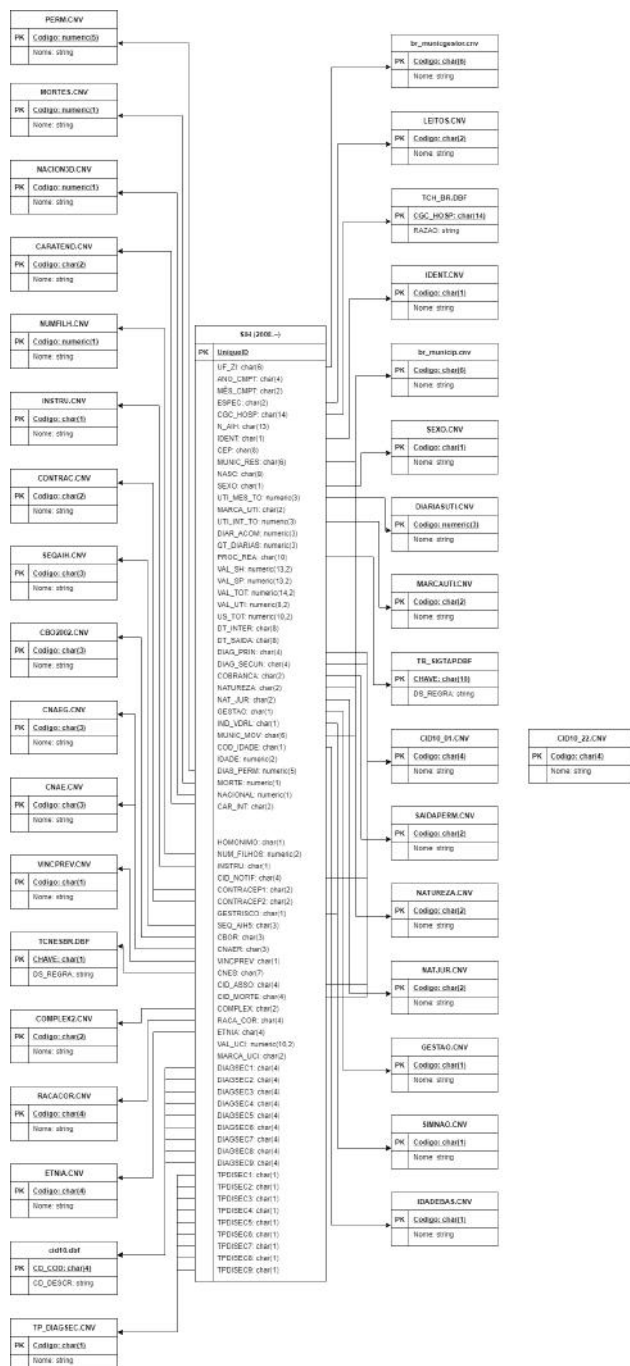 PERM.CNV
PK Codigo: numeric(5)
Nome: string
MORTES.CNV
PK Codigo: numeric(1)
Nome: string
NACION3D.CNV
PK Codigo: numeric(1)
Nome: string
CARATEND.CNV
PK Codigo: char(2)
Nome: string
NUMFILH.CNV
PK Codigo: numeric(1)
Nome: string
INSTRU.CNV
PK Codigo: char(1)
Nome: string
CONTRAC.CNV
PK Codigo: char(2)
Nome: string
SEQAIH.CNV
PK Codigo: char(3)
Nome: string
CBO2002.CNV
PK Codigo: char(3)
Nome: string
CNAEG.CNV
PK Codigo: char(3)
Nome: string
CNAE.CNV
PK Codigo: char(3)
Nome: string
VINCPREV.CNV
PK Codigo: char(1)
Nome: string
TCNESBR.DBF
PK CHAVE: char(1)
DS_REGRA: string
COMPLEX2.CNV
PK Codigo: char(2)
Nome: string
RACACOR.CNV
PK Codigo: char(4)
Nome: string
ETNIA.CNV
PK Codigo: char(4)
Nome: string
cid10.dbf
PK CD_COD: char(4)
CD_DESCR: string
TP_DIAGSEC.CNV
PK Codigo: char(1)
Nome: string
SIH (2008..--)
PK UniqueID
UF_ZI: char(6)
ANO_CMPT: char(4)
MÊS_CMPT: char(2)
ESPEC: char(2)
CGC_HOSP: char(14)
N_AIH: char(13)
IDENT: char(1)
CEP: char(8)
MUNIC_RES: char(6)
NASC: char(8)
SEXO: char(1)
UTI_MES_TO: numeric(3)
MARCA_UTI: char(2)
UTI_INT_TO: numeric(3)
DIAR_ACOM: numeric(3)
QT_DIARIAS: numeric(3)
PROC_REA: char(10)
VAL_SH: numeric(13,2)
VAL_SP: numeric(13,2)
VAL_TOT: numeric(14,2)
VAL_UTI: numeric(8,2)
US_TOT: numeric(10,2)
DT_INTER: char(8)
DT_SAIDA: char(8)
DIAG_PRIN: char(4)
DIAG_SECUN: char(4)
COBRANCA: char(2)
NATUREZA: char(2)
NAT_JUR: char(2)
GESTAO: char(1)
IND_VDRL: char(1)
MUNIC_MOV: char(6)
COD_IDADE: char(1)
IDADE: numeric(2)
DIAS_PERM: numeric(5)
MORTE: numeric(1)
NACIONAL: numeric(1)
CAR_INT: char(2)
HOMONIMO: char(1)
NUM_FILHOS: numeric(2)
INSTRU: char(1)
CID_NOTIF: char(4)
CONTRACEP1: char(2)
CONTRACEP2: char(2)
GESTRISCO: char(1)
SEQ_AIH5: char(3)
CBOR: char(3)
CNAER: char(3)
VINCPREV: char(1)
CNES: char(7)
CID_ASSO: char(4)
CID_MORTE: char(4)
COMPLEX: char(2)
RACA_COR: char(4)
ETNIA: char(4)
VAL_UCI: numeric(10,2)
MARCA_UCI: char(2)
DIAGSEC1: char(4)
DIAGSEC2: char(4)
DIAGSEC3: char(4)
DIAGSEC4: char(4)
DIAGSEC5: char(4)
DIAGSEC6: char(4)
DIAGSEC7: char(4)
DIAGSEC8: char(4)
DIAGSEC9: char(4)
TPDISEC1: char(1)
TPDISEC2: char(1)
TPDISEC3: char(1)
TPDISEC4: char(1)
TPDISEC5: char(1)
TPDISEC6: char(1)
TPDISEC7: char(1)
TPDISEC8: char(1)
TPDISEC9: char(1)
br_municgestor.cnv
PK Codigo: char(6)
Nome: string
LEITOS.CNV
PK Codigo: char(2)
Nome: string
TCH_BR.DBF
PK CGC_HOSP: char(14)
RAZAO: string
IDENT.CNV
PK Codigo: char(1)
Nome: string
br_municip.cnv
PK Codigo: char(6)
Nome: string
SEXO.CNV
PK Codigo: char(1)
Nome: string
DIARIASUTI.CNV
PK Codigo: numeric(3)
Nome: string
MARCAUTI.CNV
PK Codigo: char(2)
Nome: string
TB_SIGTAP.DBF
PK CHAVE: char(10)
DS_REGRA: string
CID10_01.CNV
PK Codigo: char(4)
Nome: string
CID10_22.CNV
PK Codigo: char(4)
Nome: string
SAIDAPERM.CNV
PK Codigo: char(2)
Nome: string
NATUREZA.CNV
PK Codigo: char(2)
Nome: string
NATJUR.CNV
PK Codigo: char(2)
Nome: string
GESTAO.CNV
PK Codigo: char(1)
Nome: string
SIMNAO.CNV
PK Codigo: char(1)
Nome: string
IDADEBAS.CNV
PK Codigo: char(1)
Nome: string